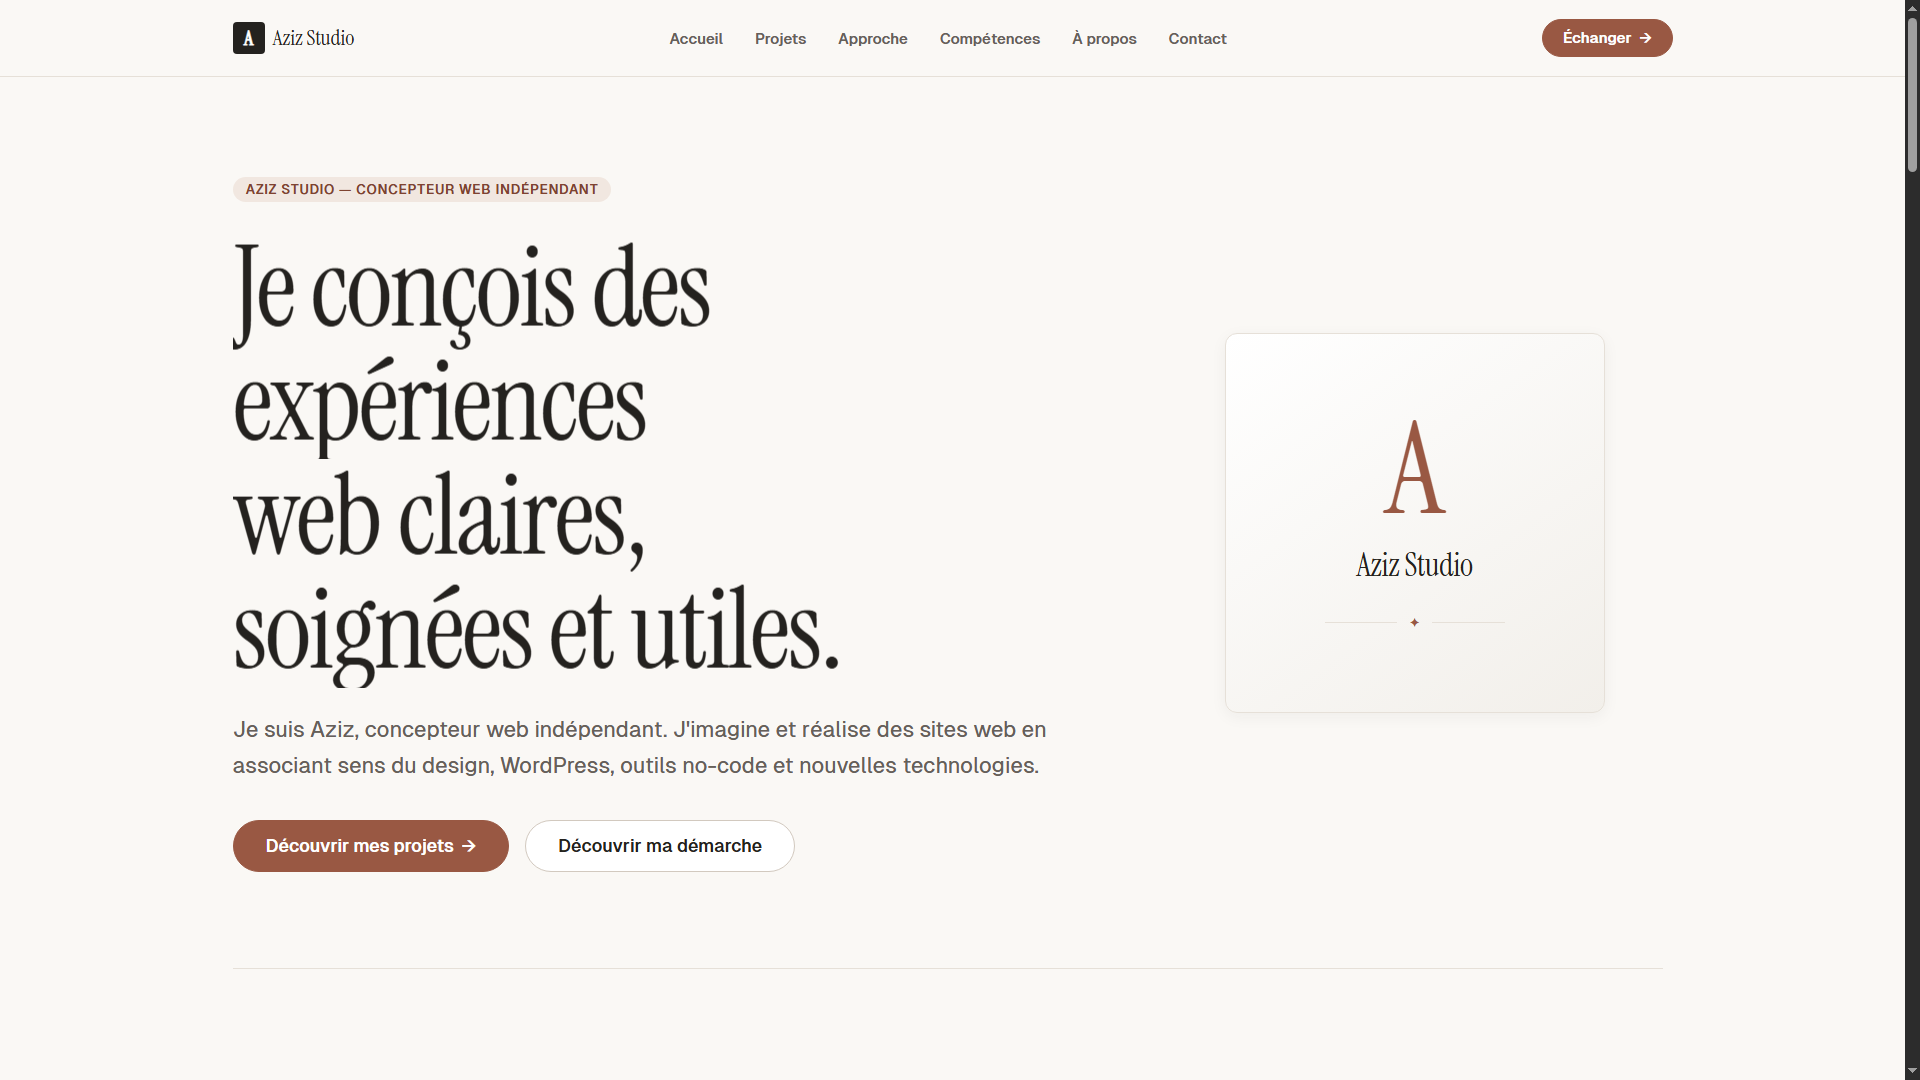 A Aziz Studio
Accueil Projets Approche Compétences À propos Contact
Échanger →
AZIZ STUDIO — CONCEPTEUR WEB INDÉPENDANT
Je conçois des
expériences
web claires,
soignées et utiles.
Je suis Aziz, concepteur web indépendant. J'imagine et réalise des sites web en
associant sens du design, WordPress, outils no-code et nouvelles technologies.
Découvrir mes projets →
Découvrir ma démarche
A
Aziz Studio